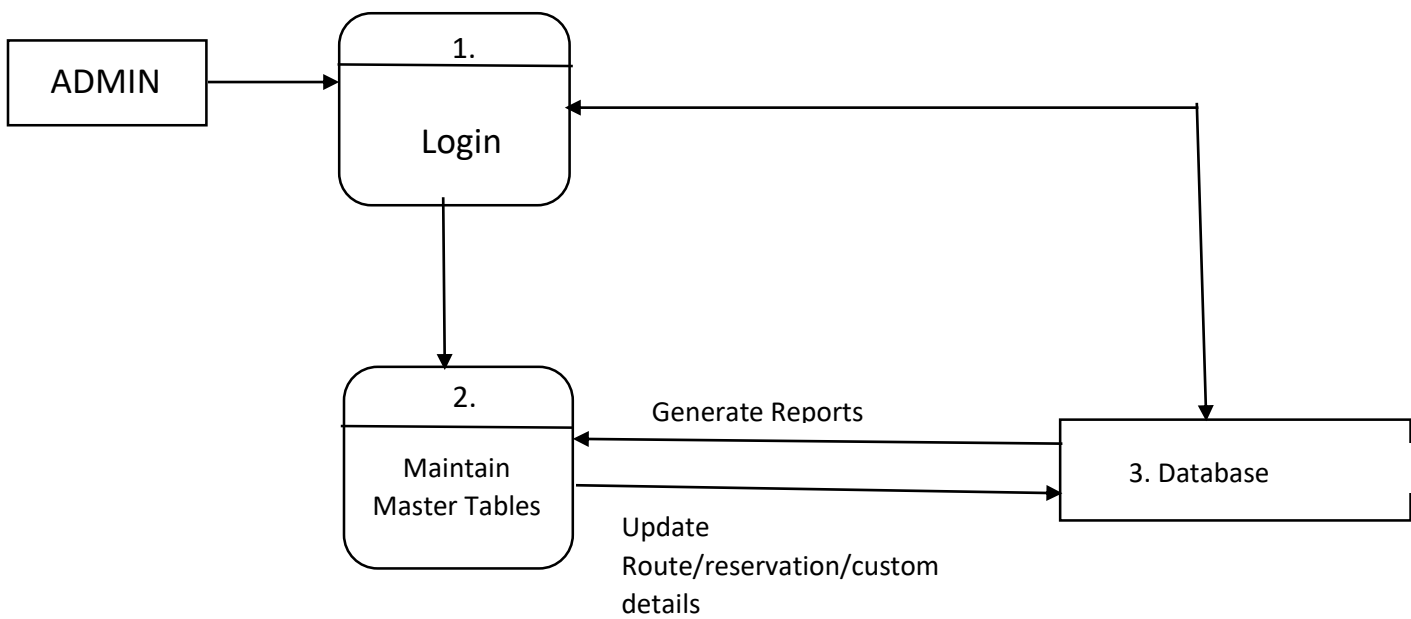 ADMIN
1.
Login
2.
Maintain
Master Tables
Generate Reports
3. Database
Update
Route/reservation/custom
details